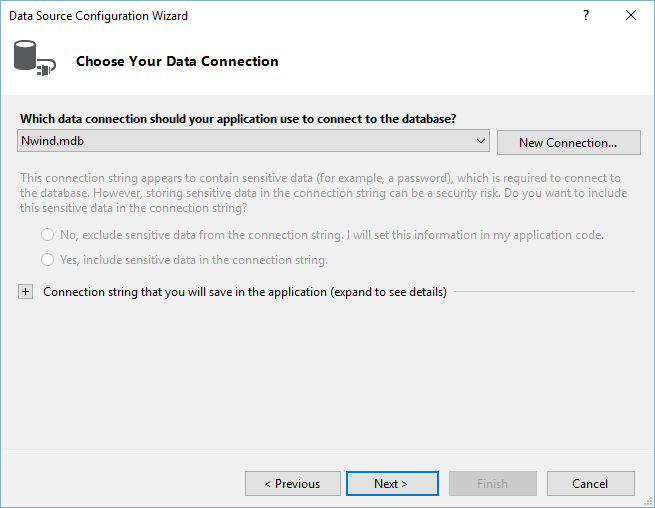 Data Source Configuration Wizard
?
Choose Your Data Connection
Which data connection should your application use to connect to the database?
Nwind.mdb
New Connection...
This connection string appears to contain sensitive data (for example, a password), which is required to connect to
the database. However, storing sensitive data in the connection string can be a security risk. Do you want to include
this sensitive data in the connection string?
No, exclude sensitive data from the connection string. I will set this information in my application code.
Yes, include sensitive data in the connection string.
Connection string that you will save in the application (expand to see details)
< Previous
Next >
Finish
Cancel